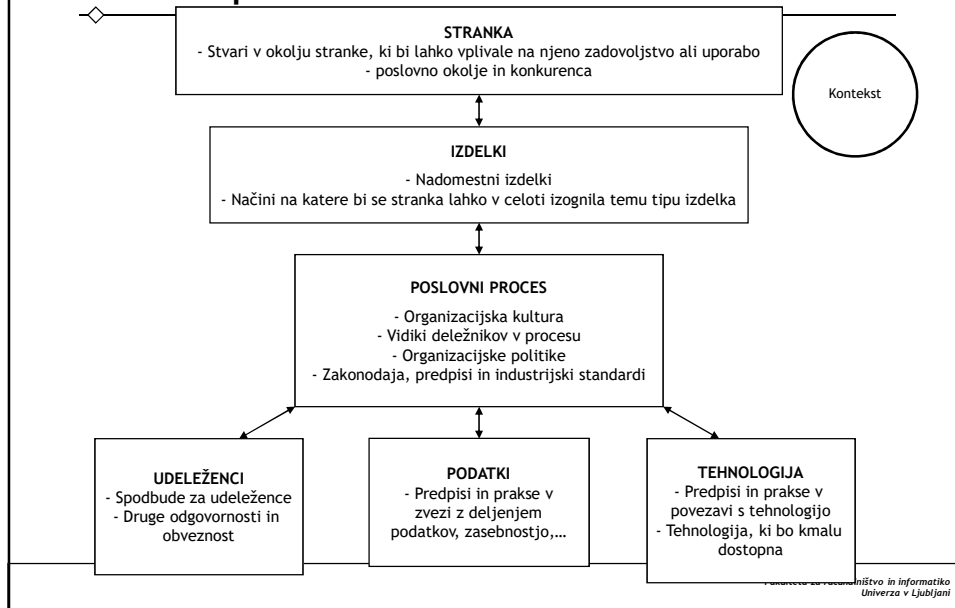 STRANKA
- Stvari v okolju stranke, ki bi lahko vplivale na njeno zadovoljstvo ali uporabo
- poslovno okolje in konkurenca
Kontekst
IZDELKI
- Nadomestni izdelki
- Načini na katere bi se stranka lahko v celoti izognila temu tipu izdelka
POSLOVNI PROCES
- Organizacijska kultura
- Vidiki deležnikov v procesu
- Organizacijske politike
- Zakonodaja, predpisi in industrijski standardi
UDELEŽENCI
- Spodbude za udeležence
- Druge odgovornosti in
obveznost
PODATKI
- Predpisi in prakse v
zvezi z deljenjem
podatkov, zasebnostjo,…
TEHNOLOGIJA
- Predpisi in prakse v
povezavi s tehnologijo
- Tehnologija, ki bo kmalu
dostopna
in informatiko
Univerza v Ljubljani